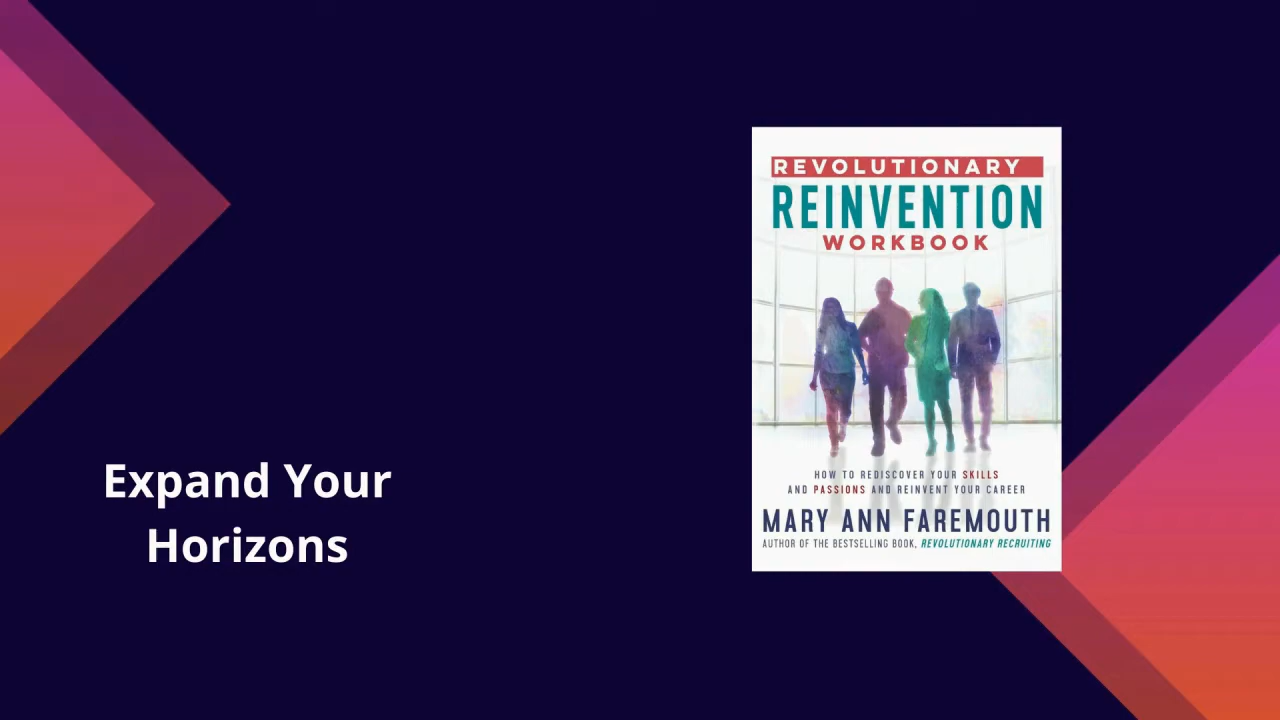 Expand Your
Horizons
REVOLUTIONARY
REINVENTION
WORKBOOK
HOW TO REDISCOVER YOUR SKILLS
AND PASSIONS AND REINVENT YOUR CAREER
MARY ANN FAREMOUTH
AUTHOR OF THE BESTSELLING BOOK, REVOLUTIONARY RECRUITING